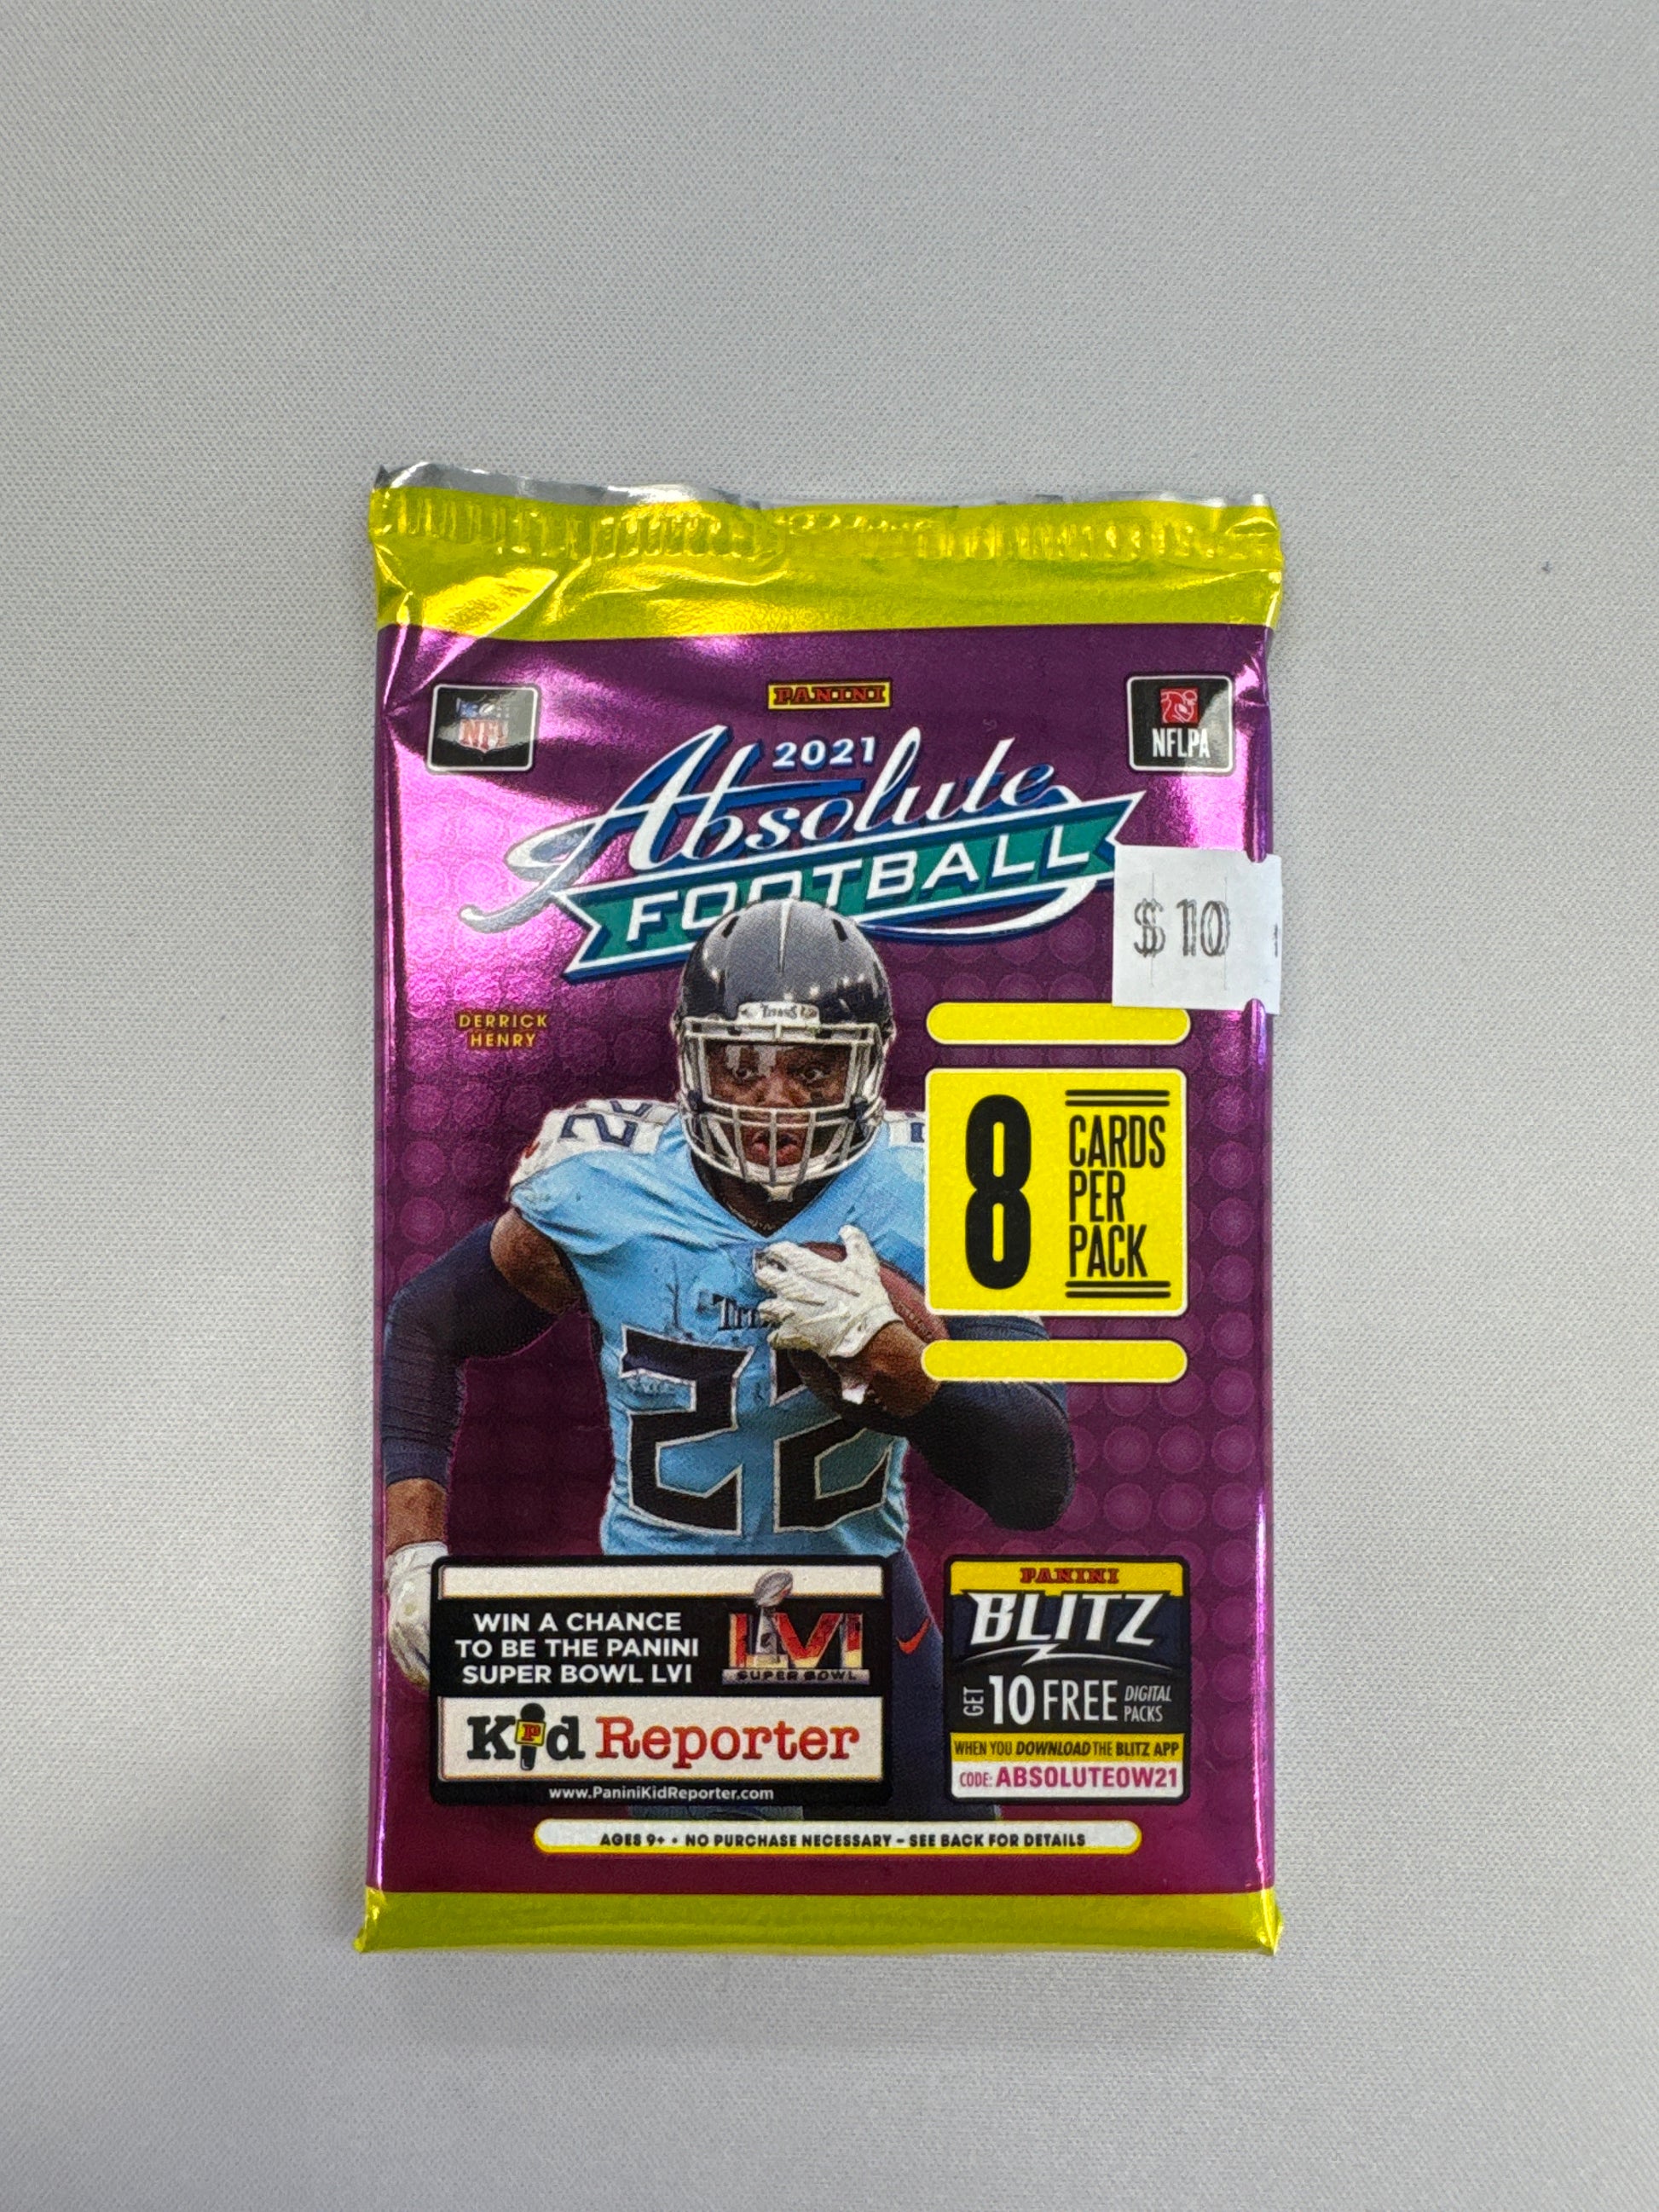 PANINI
NFL
NFLPA
2021
Absolute
FOOTBALL
$10
DERRICK
HENRY
TITANS
22
8
CARDS
PER
PACK
22
WIN A CHANCE
TO BE THE PANINI
SUPER BOWL LVI
LVI
SUPER BOWL
Kid Reporter
www.PaniniKidReporter.com
PANINI
BLITZ
GET 10 FREE DIGITAL PACKS
WHEN YOU DOWNLOAD THE BLITZ APP
CODE: ABSOLUTEOW21
AGES 9+ • NO PURCHASE NECESSARY – SEE BACK FOR DETAILS